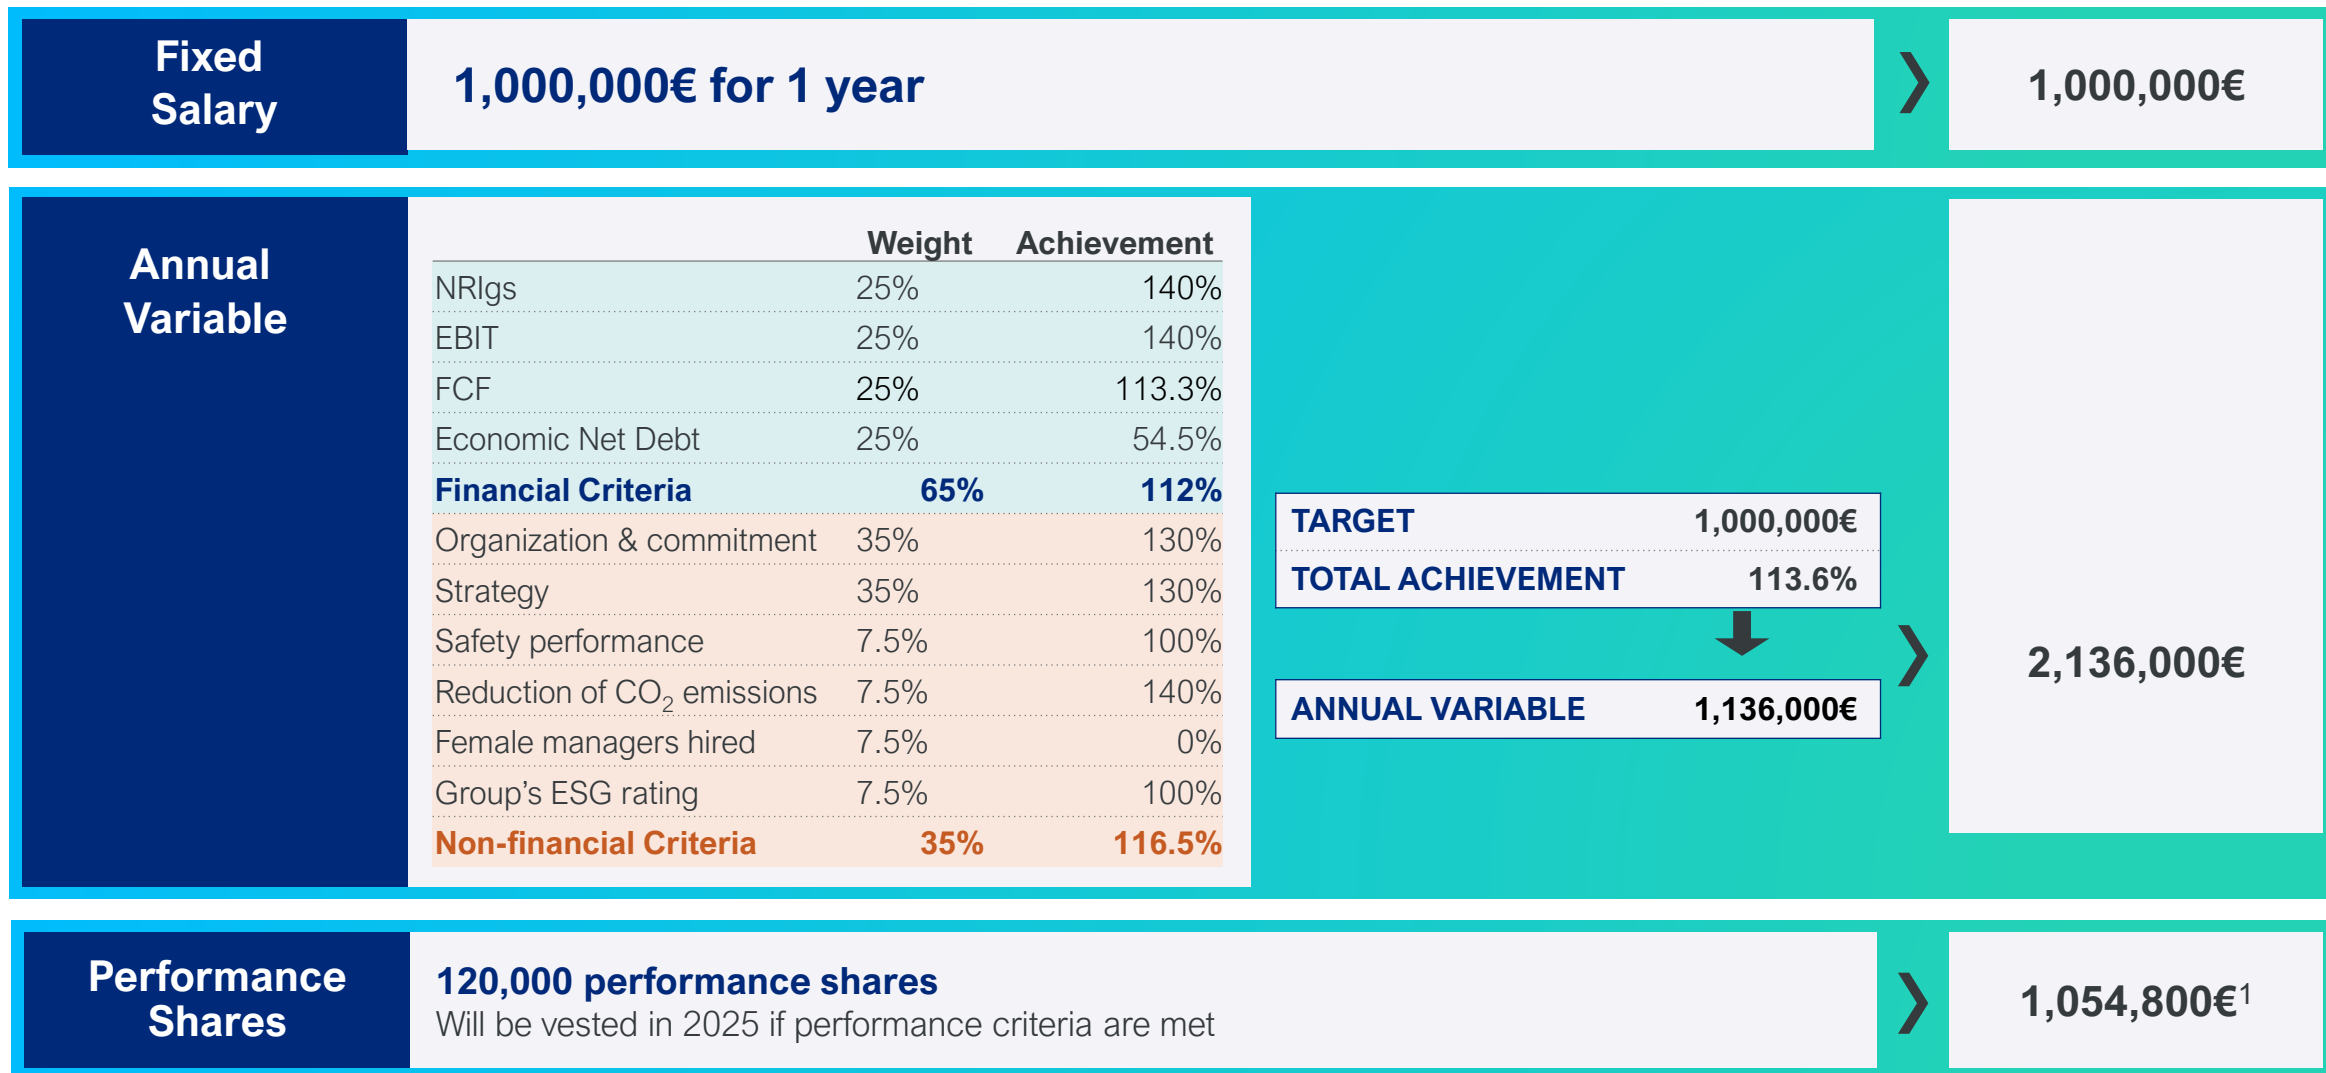 Fixed
Salary
1,000,000€ for 1 year
1,000,000€
Annual
Variable
Weight Achievement
NRIgs 25% 140%
EBIT 25% 140%
FCF 25% 113.3%
Economic Net Debt 25% 54.5%
Financial Criteria 65% 112%
Organization & commitment 35% 130%
Strategy 35% 130%
Safety performance 7.5% 100%
Reduction of CO₂ emissions 7.5% 140%
Female managers hired 7.5% 0%
Group’s ESG rating 7.5% 100%
Non-financial Criteria 35% 116.5%
TARGET 1,000,000€
TOTAL ACHIEVEMENT 113.6%
ANNUAL VARIABLE 1,136,000€
2,136,000€
Performance
Shares
120,000 performance shares
Will be vested in 2025 if performance criteria are met
1,054,800€¹